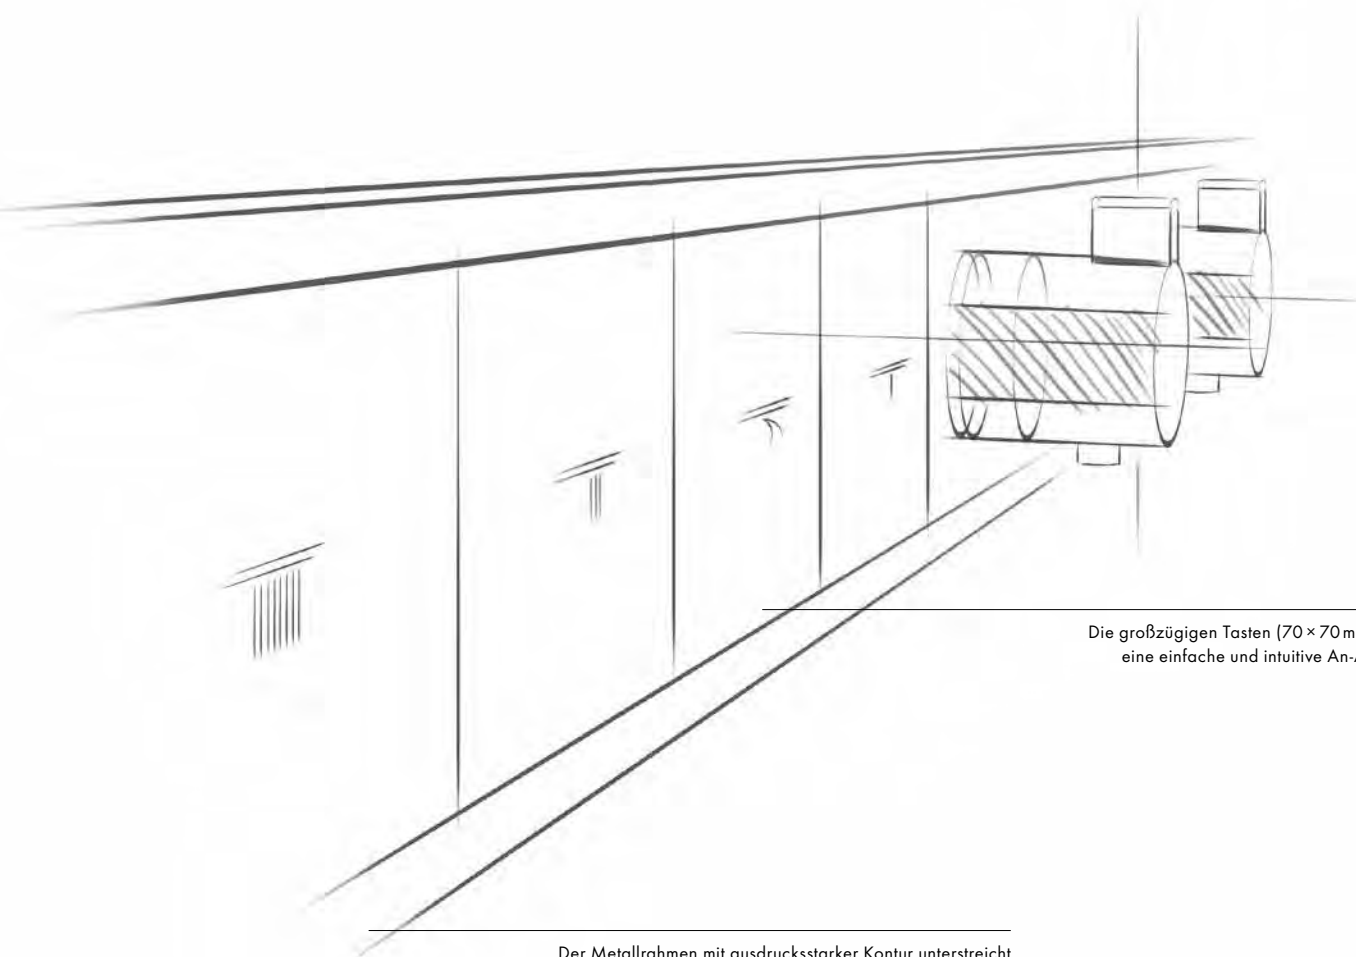 Die großzügigen Tasten (70 × 70 m
eine einfache und intuitive An-
Der Metallrahmen mit ausdrucksstarker Kontur unterstreicht